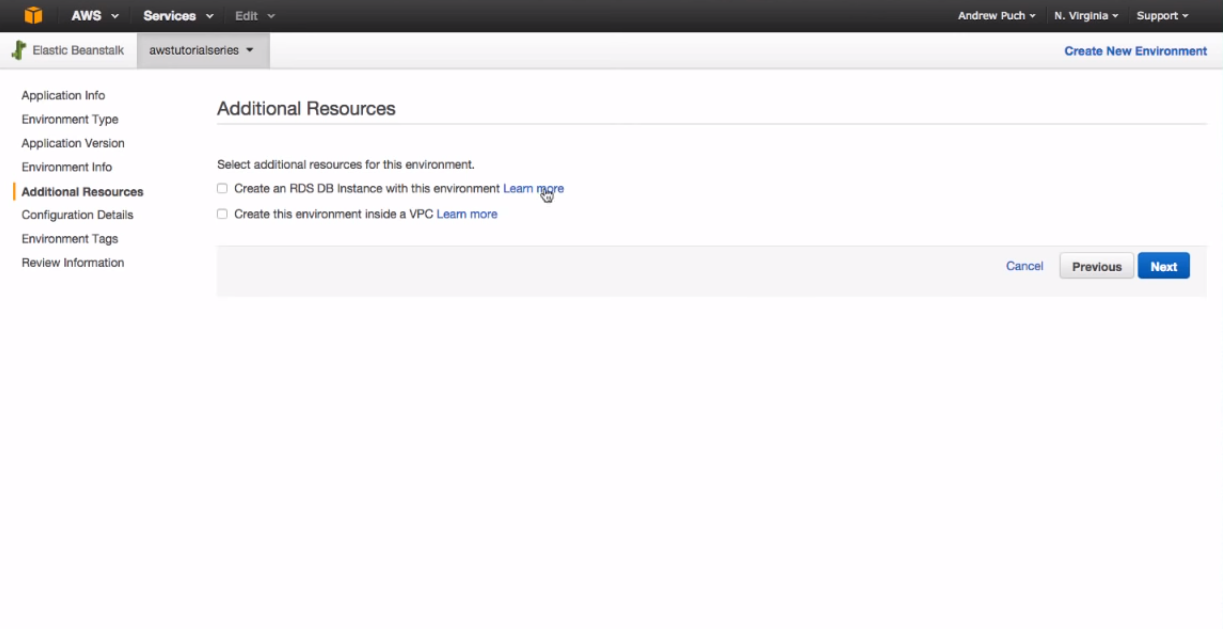 AWS Services Edit Andrew Puch N. Virginia Support
Elastic Beanstalk awstutorialseries Create New Environment
Application Info
Environment Type
Application Version
Environment Info
Additional Resources
Configuration Details
Environment Tags
Review Information
Additional Resources
Select additional resources for this environment.
Create an RDS DB Instance with this environment Learn more
Create this environment inside a VPC Learn more
Cancel Previous Next